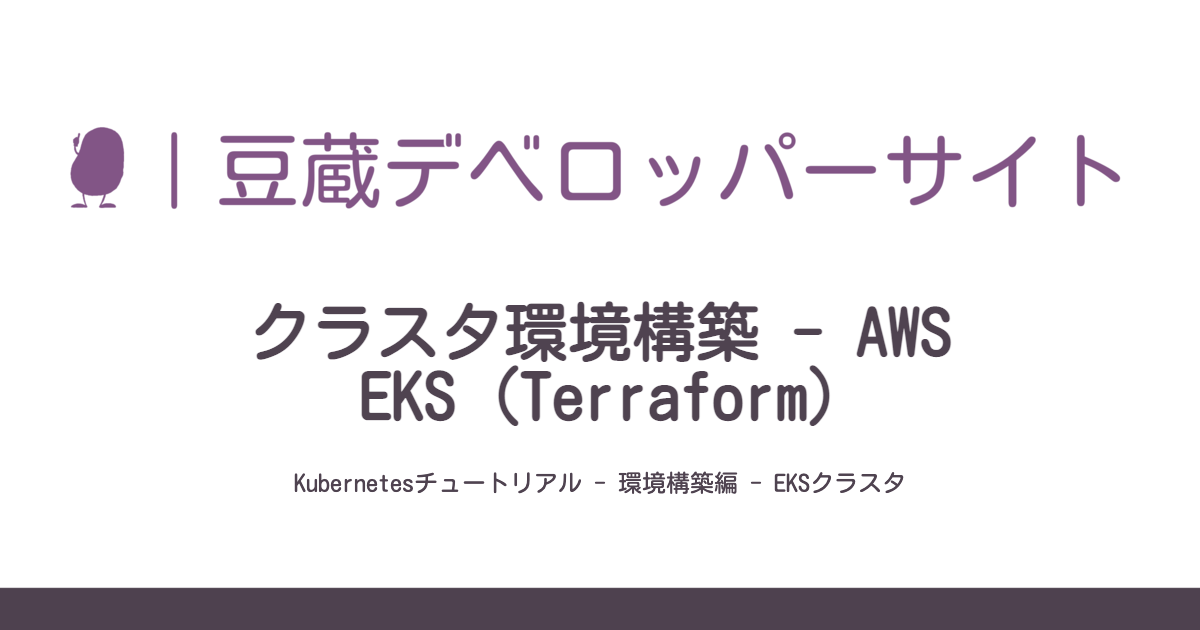 |豆蔵デベロッパーサイト
クラスタ環境構築 - AWS
EKS (Terraform)
Kubernetesチュートリアル - 環境構築編 - EKSクラスタ